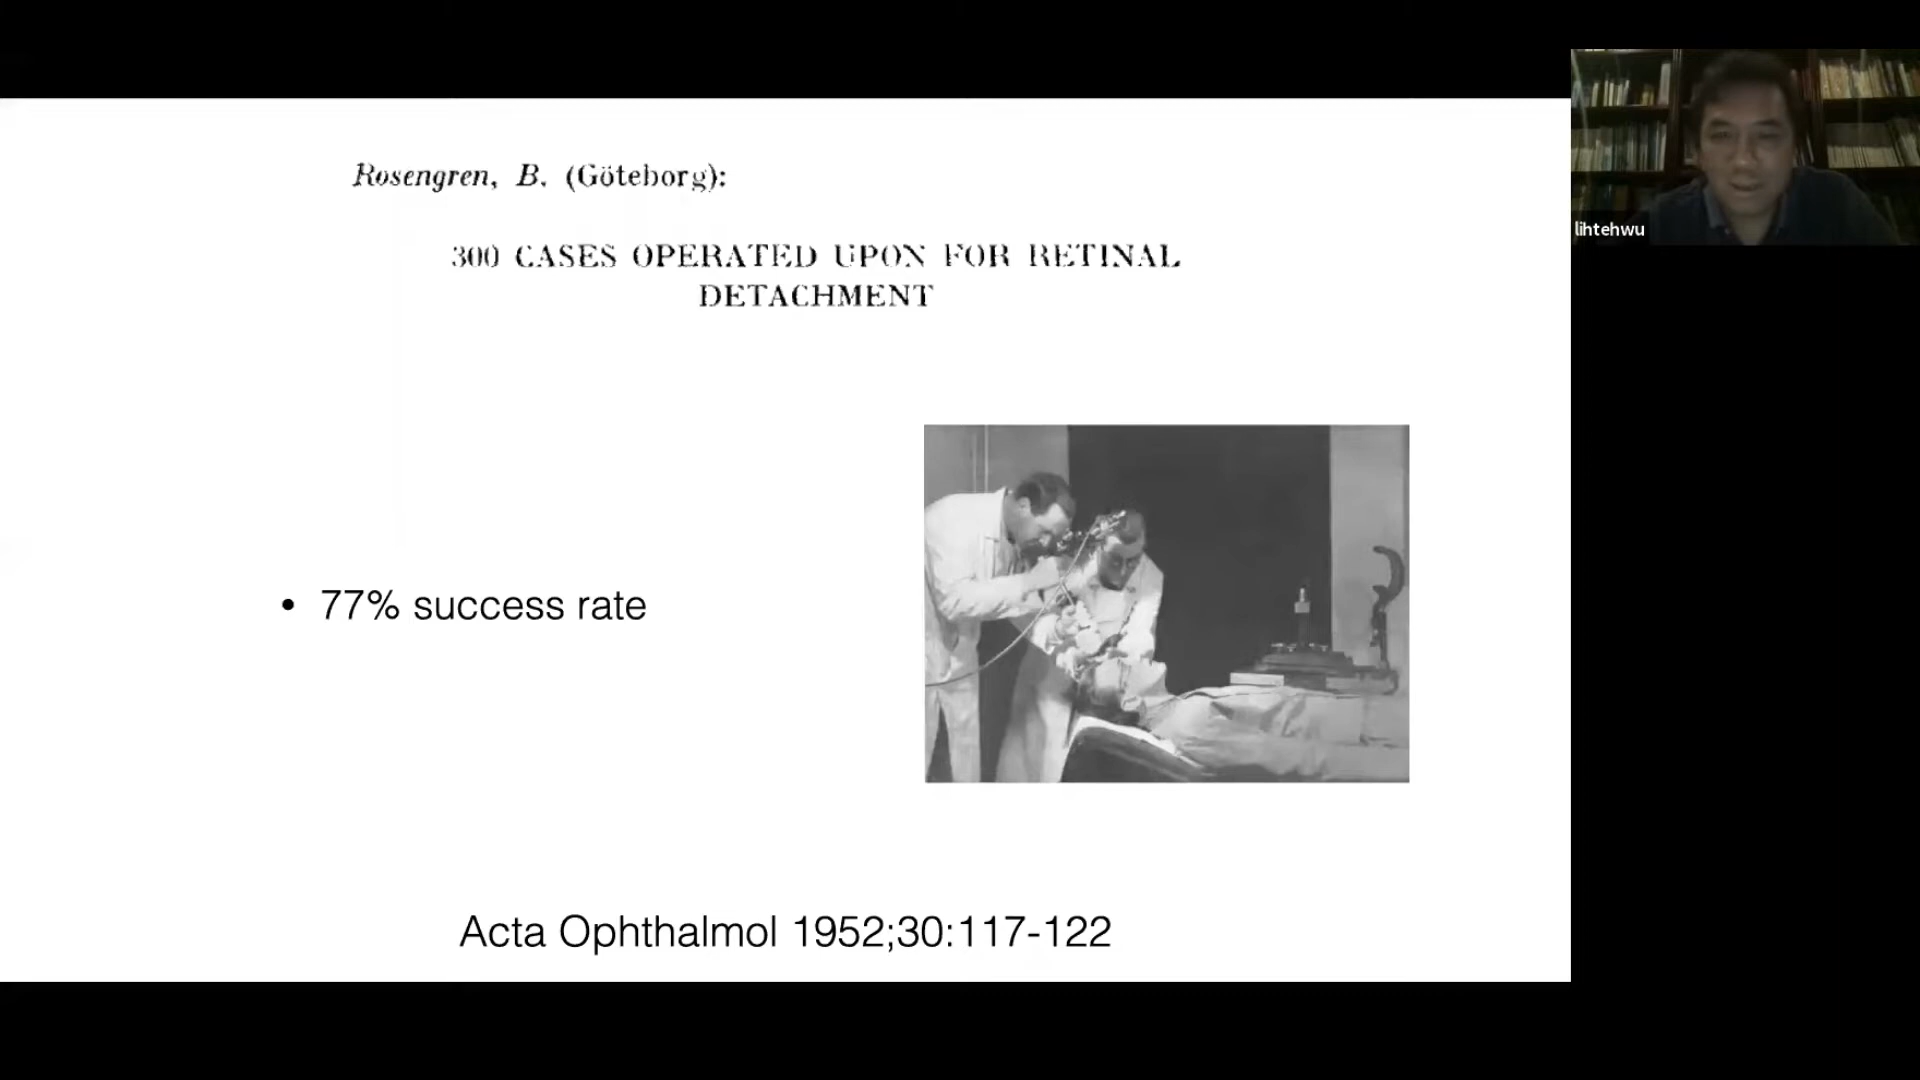 Rosengren, B. (Göteborg):
300 CASES OPERATED UPON FOR RETINAL
DETACHMENT
• 77% success rate
Acta Ophthalmol 1952;30:117-122
lihtehwu